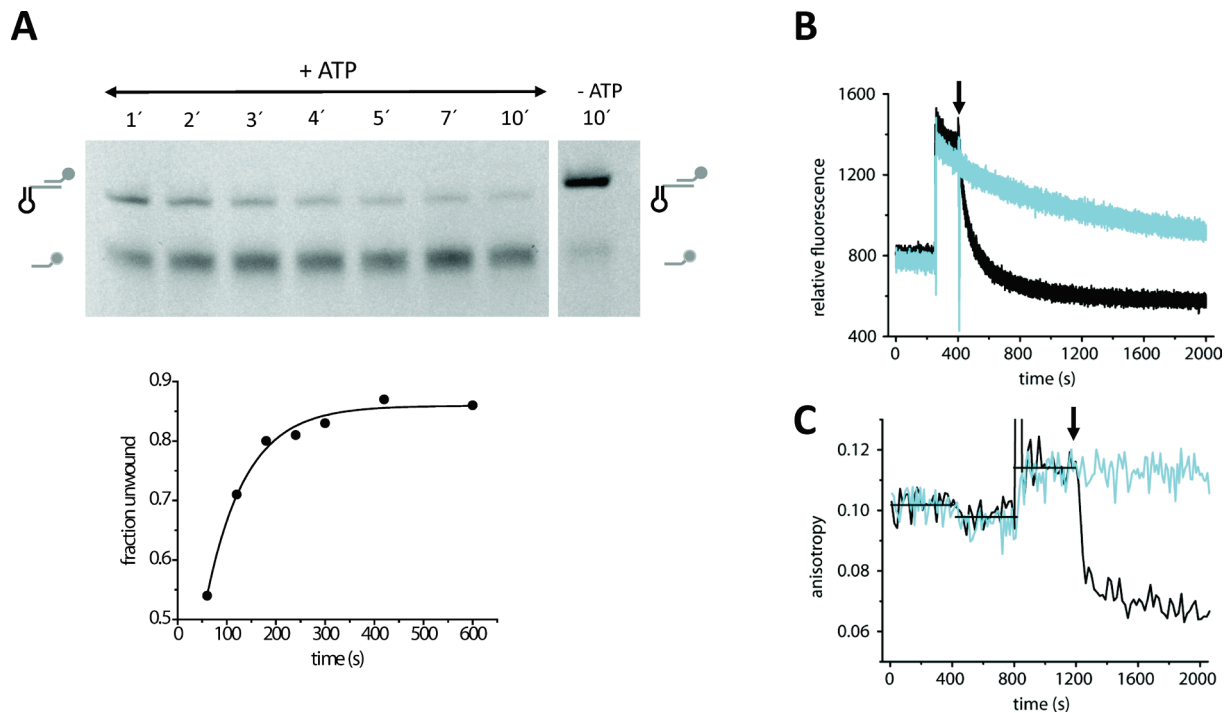 A
+ ATP
- ATP
1´ 2´ 3´ 4´ 5´ 7´ 10´ 10´
0.9
0.8
0.7
0.6
0.5
fraction unwound
0 100 200 300 400 500 600
time (s)
B
1600
1200
800
400
relative fluorescence
0 400 800 1200 1600 2000
time (s)
C
0.12
0.10
0.08
0.06
anisotropy
0 400 800 1200 1600 2000
time (s)